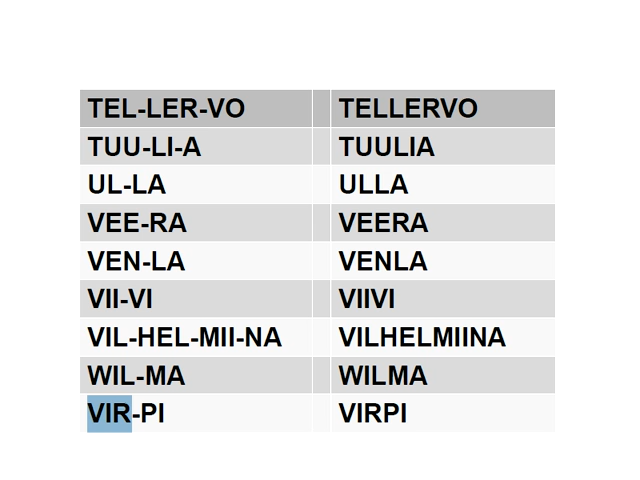 TEL-LER-VO TELLERVO
TUU-LI-A TUULIA
UL-LA ULLA
VEE-RA VEERA
VEN-LA VENLA
VII-VI VIIVI
VIL-HEL-MII-NA VILHELMIINA
WIL-MA WILMA
VIR-PI VIRPI